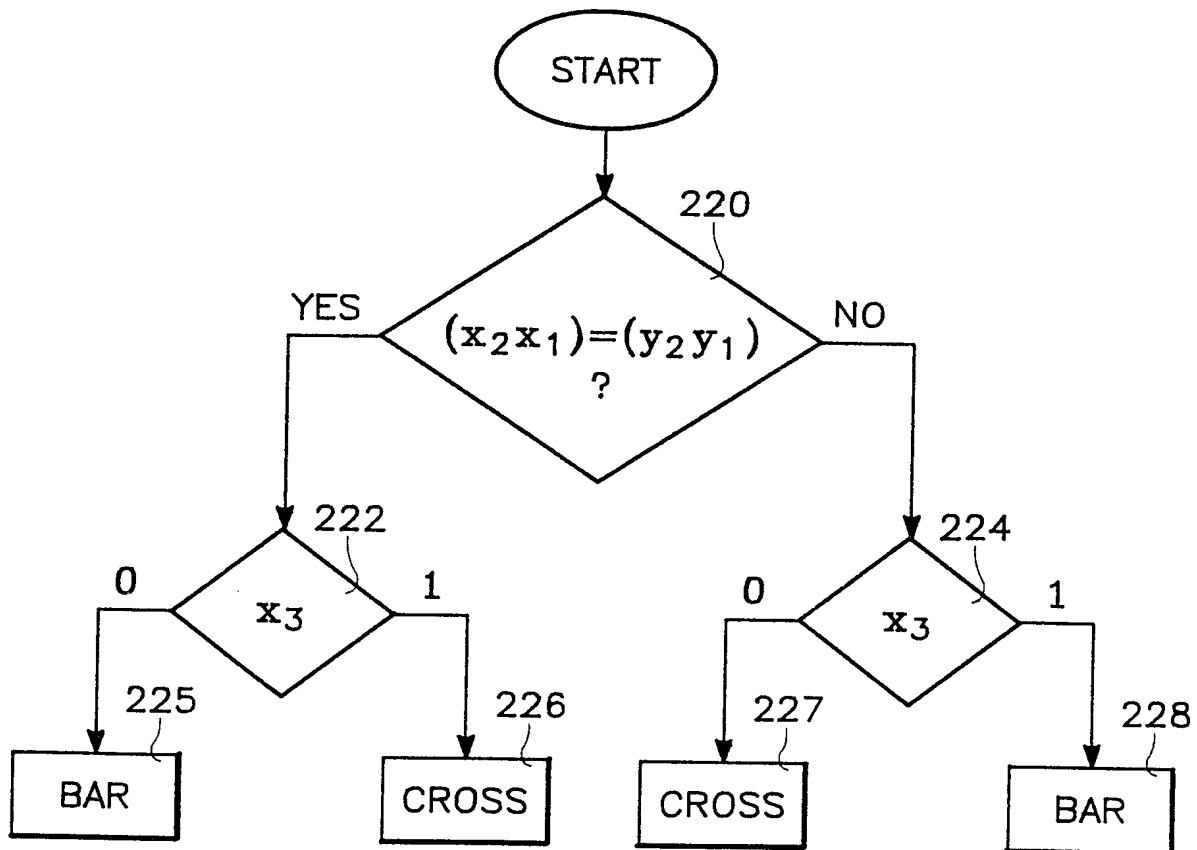 START
220
YES
NO
(x₂x₁)=(y₂y₁)
?
222
224
0
1
0
1
x₃
x₃
225
226
227
228
BAR
CROSS
CROSS
BAR